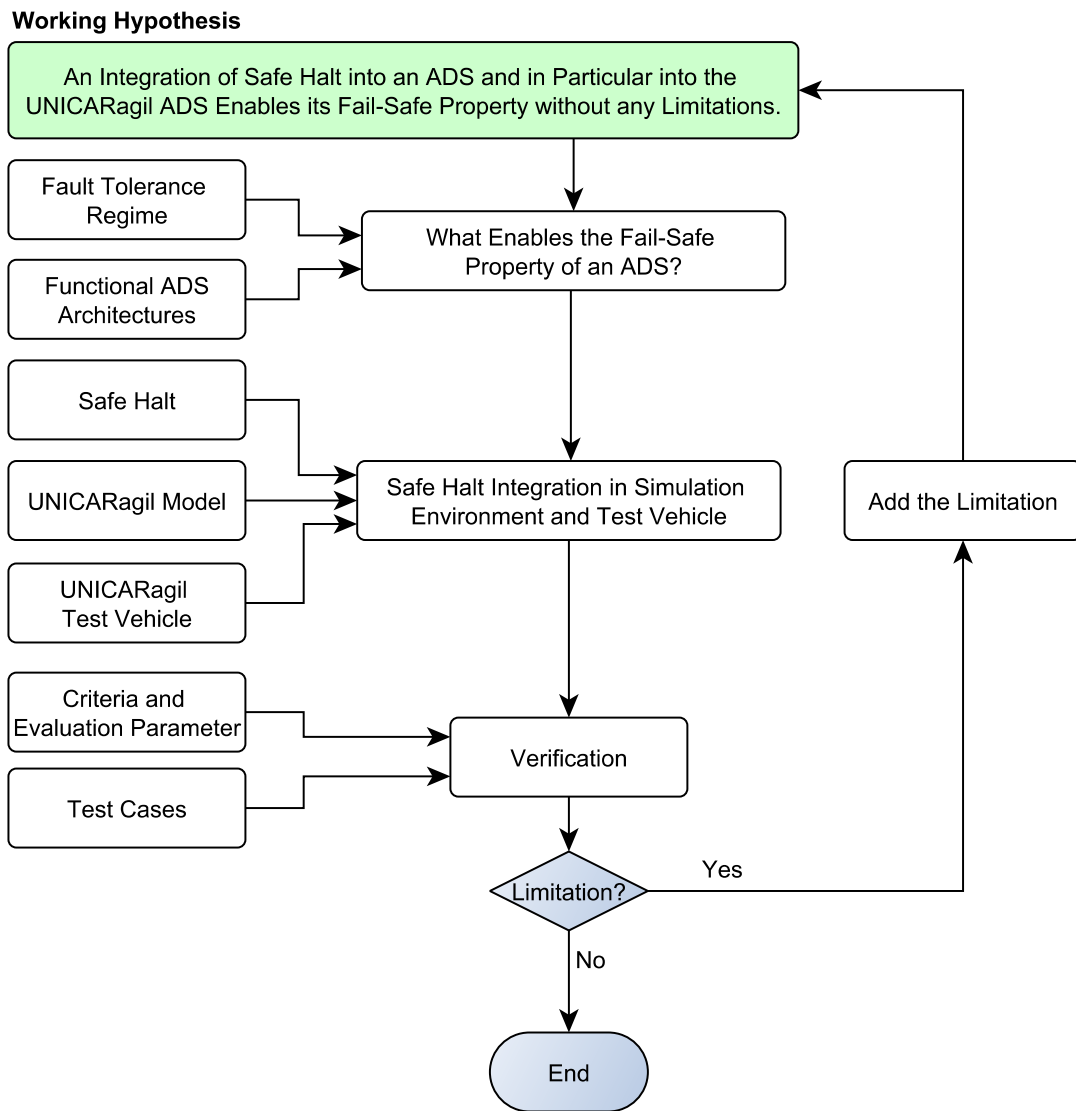 Working Hypothesis
An Integration of Safe Halt into an ADS and in Particular into the
UNICARagil ADS Enables its Fail-Safe Property without any Limitations.
Fault Tolerance
Regime
What Enables the Fail-Safe
Property of an ADS?
Functional ADS
Architectures
Safe Halt
UNICARagil Model
Safe Halt Integration in Simulation
Environment and Test Vehicle
Add the Limitation
UNICARagil
Test Vehicle
Criteria and
Evaluation Parameter
Verification
Test Cases
Limitation?
Yes
No
End